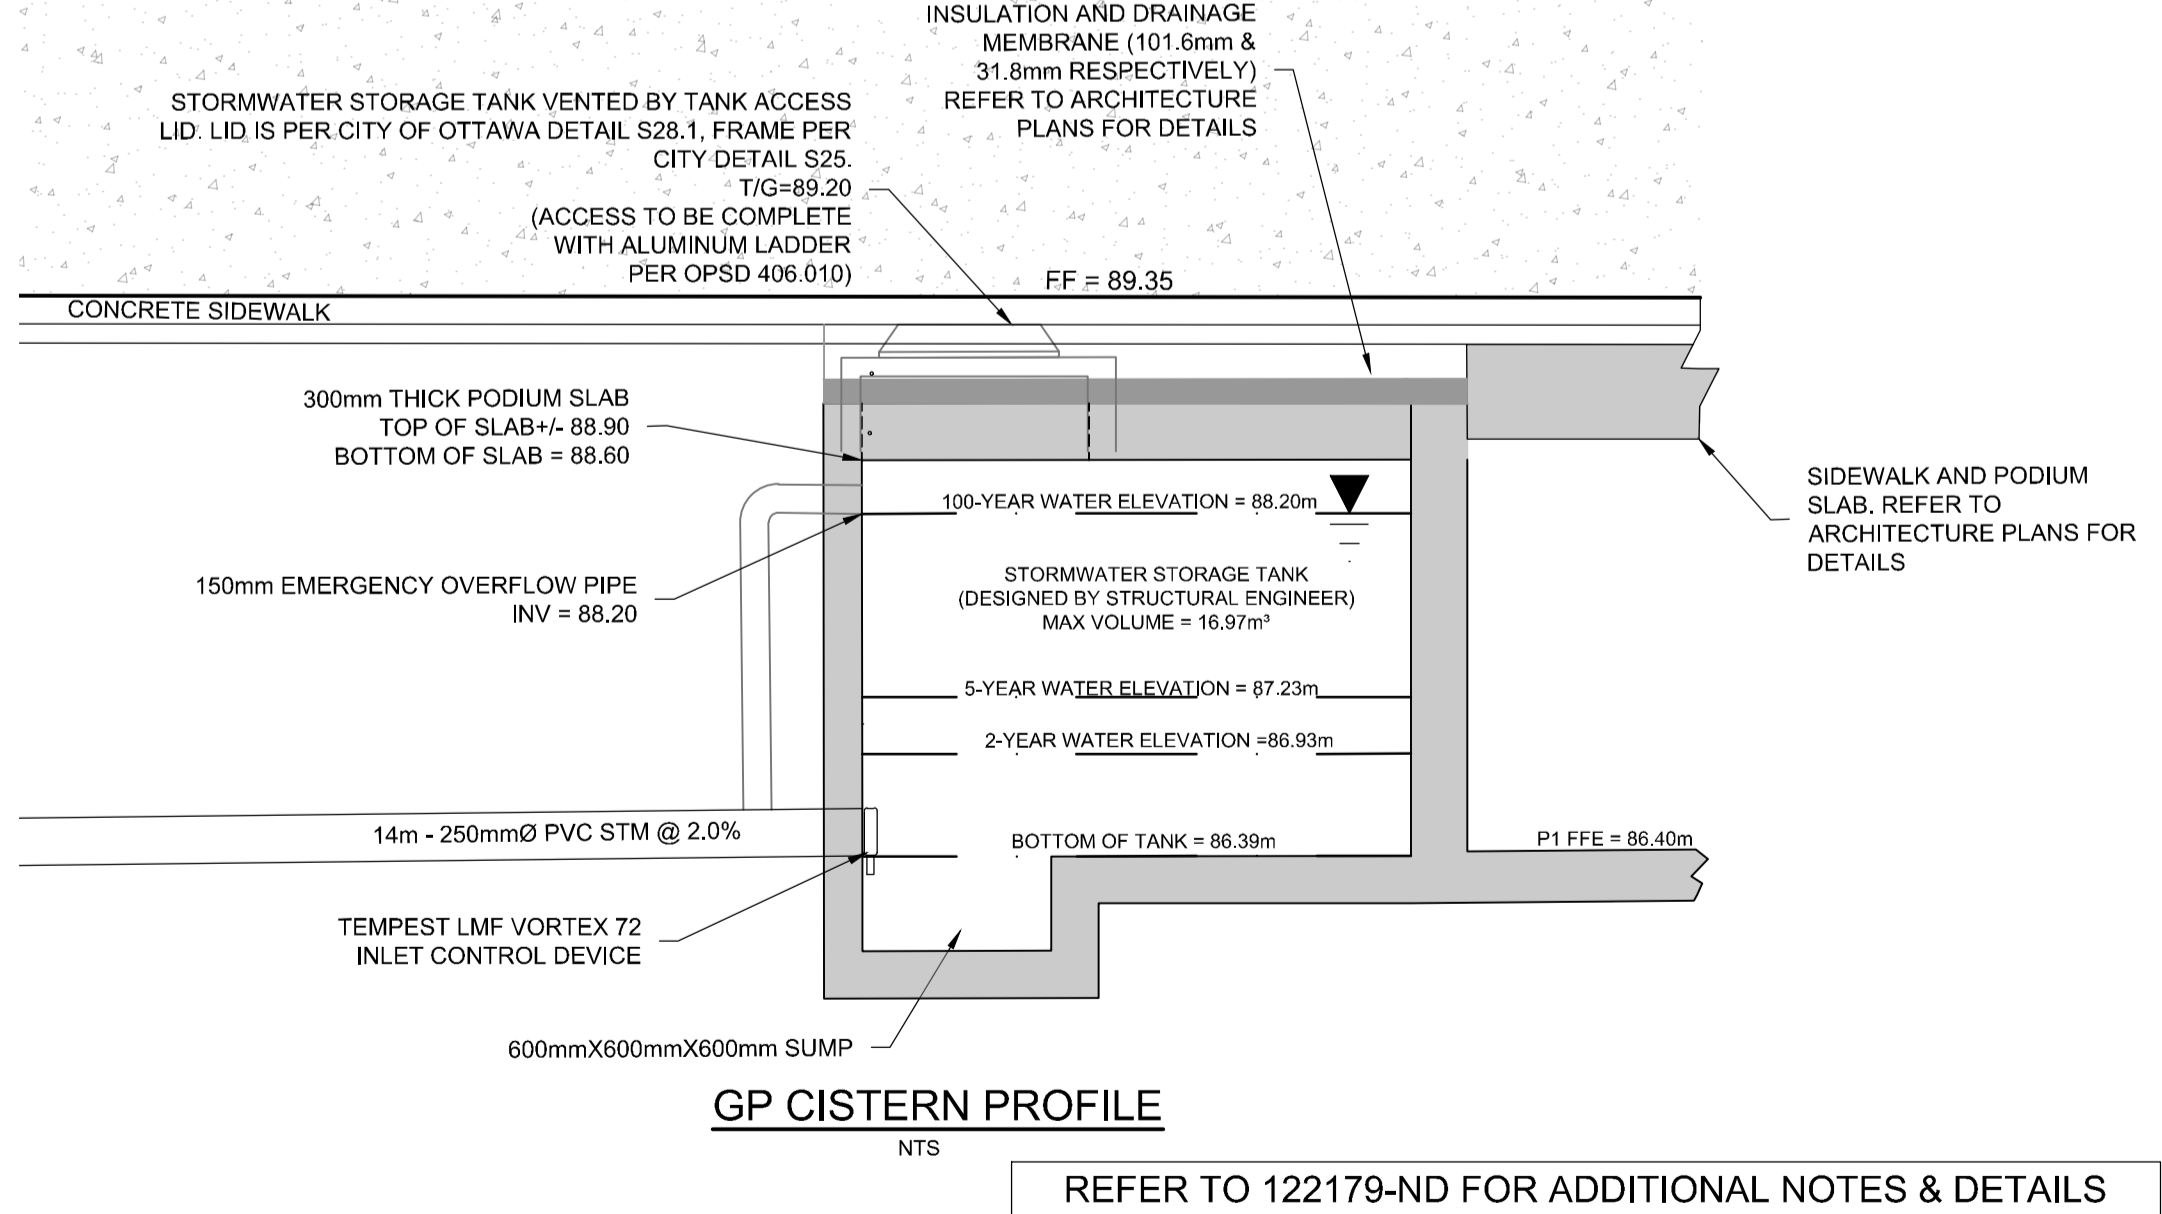 INSULATION AND DRAINAGE
MEMBRANE (101.6mm &
31.8mm RESPECTIVELY)
REFER TO ARCHITECTURE
PLANS FOR DETAILS
STORMWATER STORAGE TANK VENTED BY TANK ACCESS
LID. LID IS PER CITY OF OTTAWA DETAIL S28.1, FRAME PER
CITY DETAIL S25.
T/G=89.20
(ACCESS TO BE COMPLETE
WITH ALUMINUM LADDER
PER OPSD 406.010)
FF = 89.35
CONCRETE SIDEWALK
300mm THICK PODIUM SLAB
TOP OF SLAB+/- 88.90
BOTTOM OF SLAB = 88.60
SIDEWALK AND PODIUM
SLAB. REFER TO
ARCHITECTURE PLANS FOR
DETAILS
100-YEAR WATER ELEVATION = 88.20m
150mm EMERGENCY OVERFLOW PIPE
INV = 88.20
STORMWATER STORAGE TANK
(DESIGNED BY STRUCTURAL ENGINEER)
MAX VOLUME = 16.97m³
5-YEAR WATER ELEVATION = 87.23m
2-YEAR WATER ELEVATION =86.93m
14m - 250mmØ PVC STM @ 2.0%
BOTTOM OF TANK = 86.39m
P1 FFE = 86.40m
TEMPEST LMF VORTEX 72
INLET CONTROL DEVICE
600mmX600mmX600mm SUMP
GP CISTERN PROFILE
NTS
REFER TO 122179-ND FOR ADDITIONAL NOTES & DETAILS